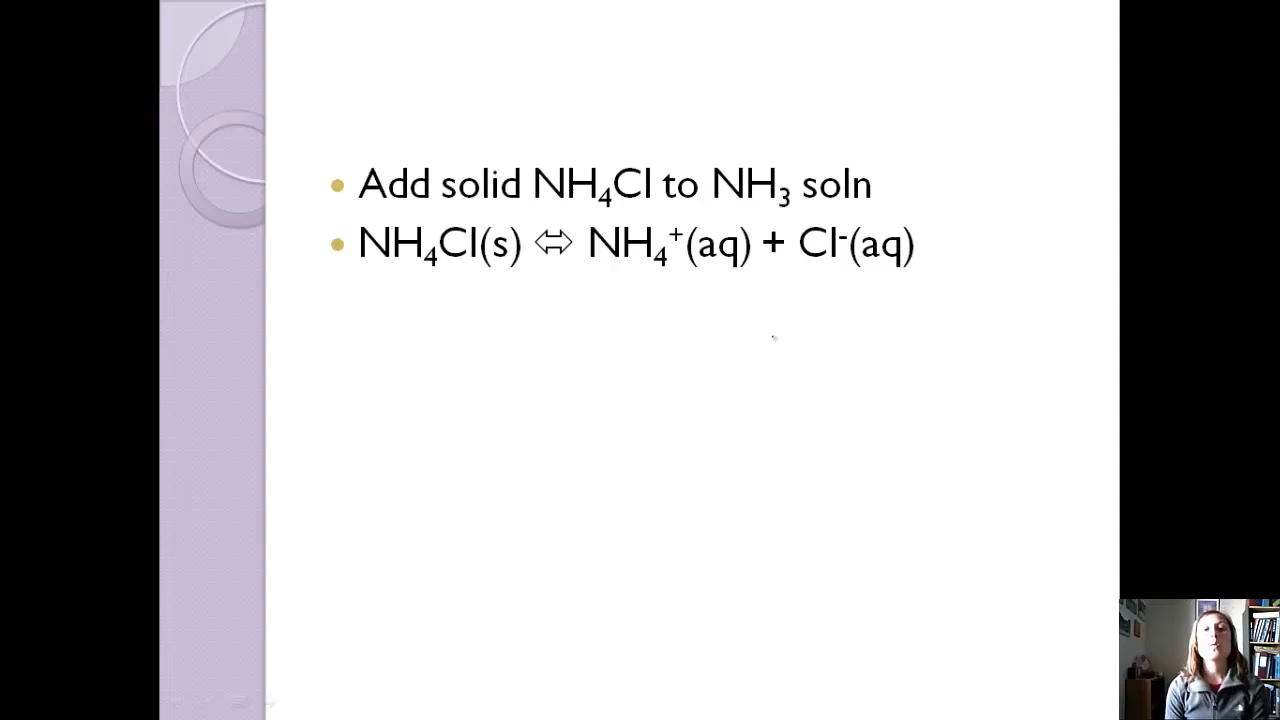 Add solid NH₄Cl to NH₃ soln
NH₄Cl(s) ⬄ NH₄⁺(aq) + Cl⁻(aq)